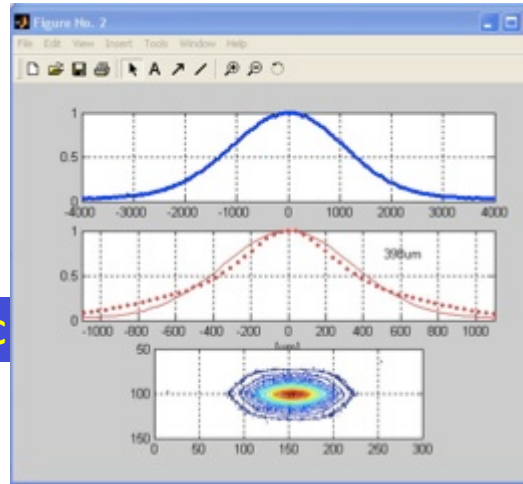 Figure No. 2
File Edit View Insert Tools Window Help
1
0.5
0
-4000 -3000 -2000 -1000 0 1000 2000 3000 4000
1
0.5
0
398um
-1000 -800 -600 -400 -200 0 200 400 600 800 1000
[um]
C
50
100
150
0 50 100 150 200 250 300